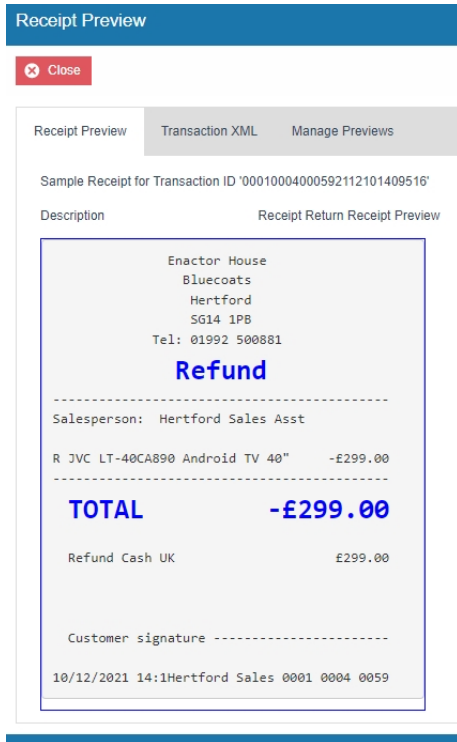 Receipt Preview
Close
Receipt Preview Transaction XML Manage Previews
Sample Receipt for Transaction ID '00010004000592112101409516'
Description Receipt Return Receipt Preview
Enactor House
Bluecoats
Hertford
SG14 1PB
Tel: 01992 500881
Refund
--------------------------------------------
Salesperson: Hertford Sales Asst
R JVC LT-40CA890 Android TV 40" -£299.00
--------------------------------------------
TOTAL -£299.00
Refund Cash UK £299.00
Customer signature -----------------------
10/12/2021 14:1Hertford Sales 0001 0004 0059